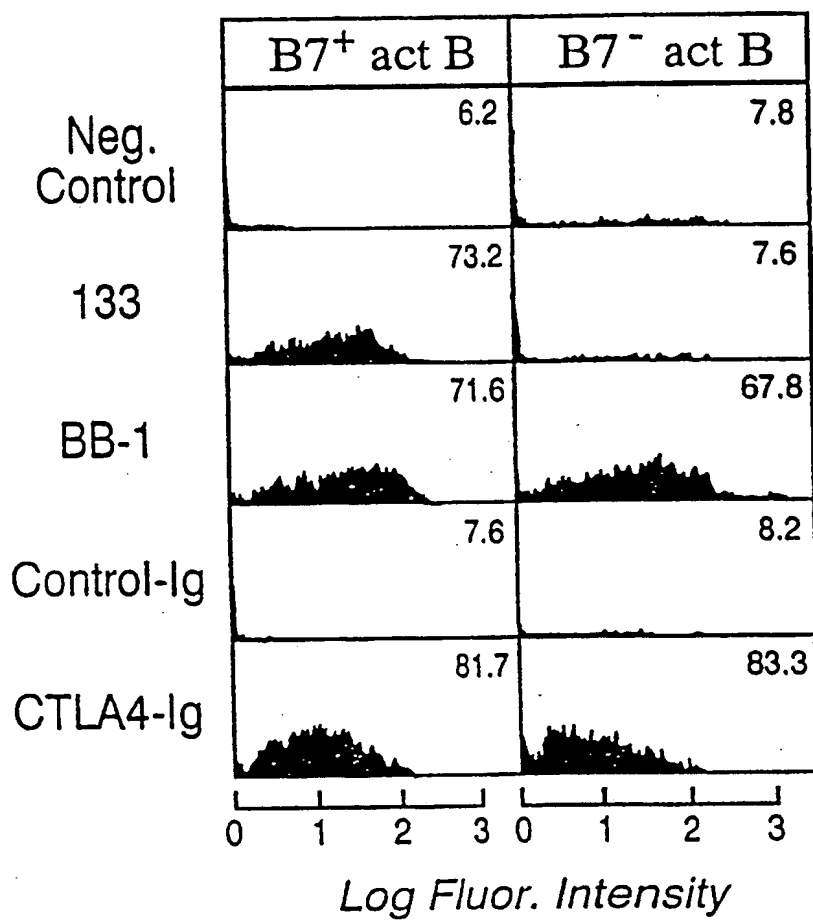 B7⁺ act B B7⁻ act B
Neg. Control 6.2 7.8
133 73.2 7.6
BB-1 71.6 67.8
Control-Ig 7.6 8.2
CTLA4-Ig 81.7 83.3
0 1 2 3 0 1 2 3
Log Fluor. Intensity